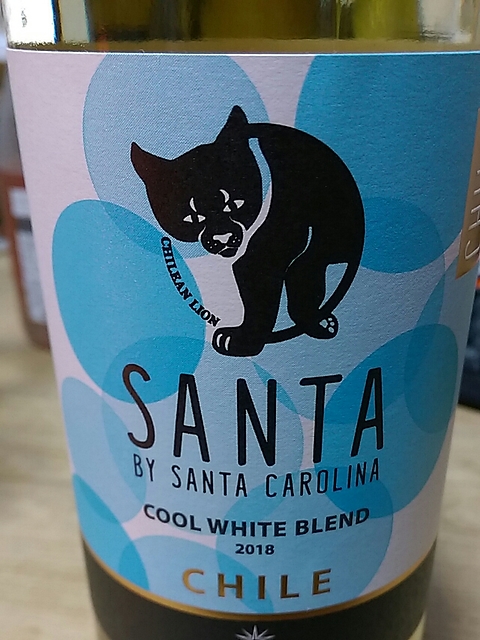 CHILEAN LION
SANTA
BY SANTA CAROLINA
COOL WHITE BLEND
2018
CHILE